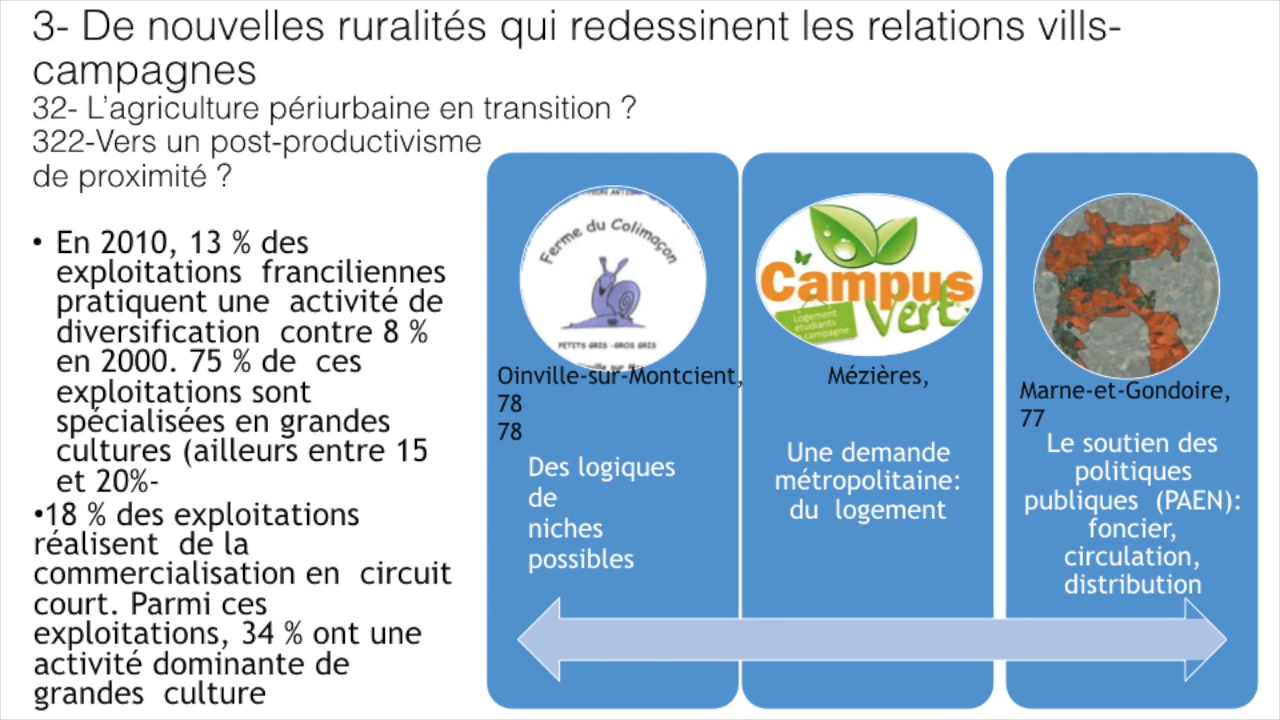 3- De nouvelles ruralités qui redessinent les relations vills-
campagnes
32- L'agriculture périurbaine en transition ?
322-Vers un post-productivisme
de proximité ?
• En 2010, 13 % des
exploitations franciliennes
pratiquent une activité de
diversification contre 8 %
en 2000. 75 % de ces
exploitations sont
spécialisées en grandes
cultures (ailleurs entre 15
et 20%-
•18 % des exploitations
réalisent de la
commercialisation en circuit
court. Parmi ces
exploitations, 34 % ont une
activité dominante de
grandes culture
Ferme du Colimaçon
PETITS GRIS -GROS GRIS
Oinville-sur-Montcient,
78
78
Des logiques
de
niches
possibles
Campus
Vert
Logement
étudiants
campagne
Mézières,
Une demande
métropolitaine:
du logement
Marne-et-Gondoire,
77
Le soutien des
politiques
publiques (PAEN):
foncier,
circulation,
distribution